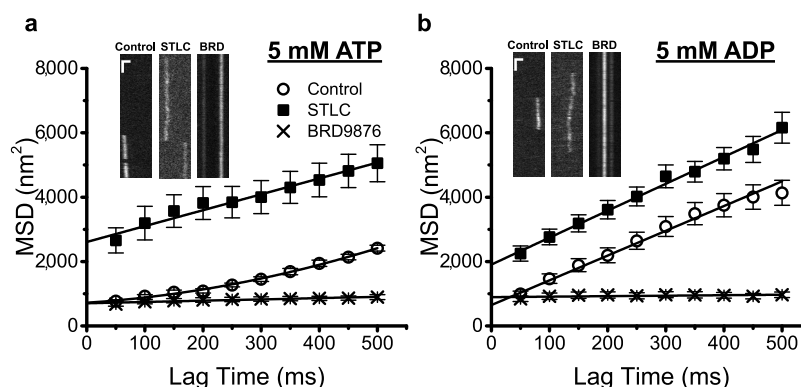 a
Control STLC BRD
5 mM ATP
8,000
6,000
4,000
2,000
0
MSD (nm²)
Control
STLC
BRD9876
0 100 200 300 400 500
Lag Time (ms)
b
Control STLC BRD
5 mM ADP
8,000
6,000
4,000
2,000
0
MSD (nm²)
0 100 200 300 400 500
Lag Time (ms)